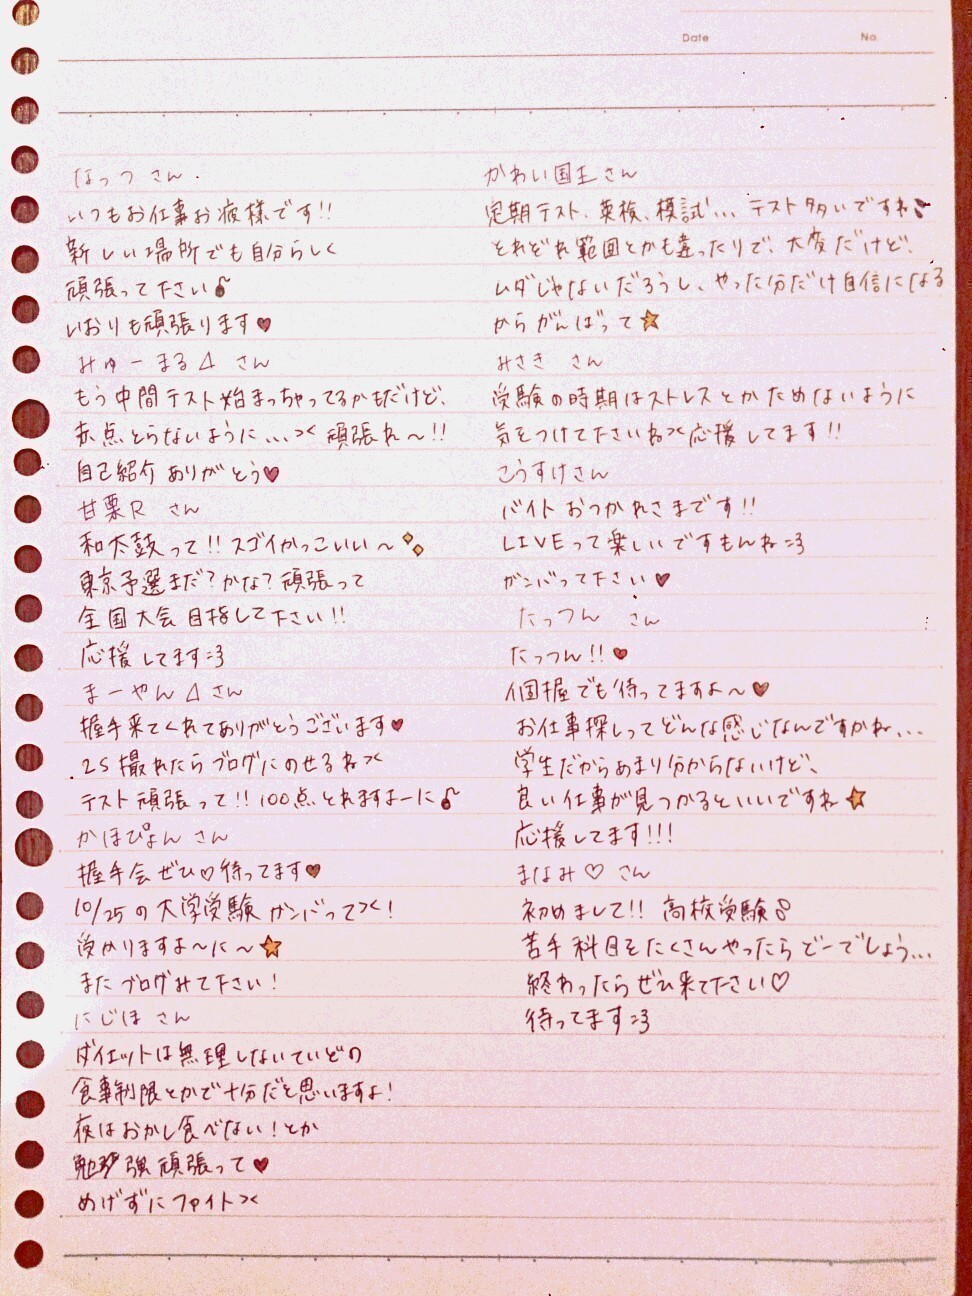 Date No.
なっつ さん
いつもお仕事お疲様です!!
新しい場所でも自分らしく
頑張って下さい♪
いおりも頑張ります♥
みゅーまる△ さん
もう中間テスト始まっちゃってるかもだけど、
赤点とらないように...>< 頑張れ〜!!
自己紹介ありがとう♥
甘栗R さん
和太鼓って!!スゴイかっこいい〜
東京予選まだ?かな?頑張って
全国大会目指して下さい!!
応援してます:3
まーやん△ さん
握手来てくれてありがとうございます♥
2S撮れたらブログにのせるね><
テスト頑張って!!100点とれますよーに♪
かほぴょん さん
握手会ぜひ♡待ってます♥
10/25の大学受験ガンバって><!
受かりますよ〜に〜☆
またブログみて下さい!
にじほ さん
ダイエットは無理しないていどの
食事制限とかで十分だと思いますよ!
夜はおかし食べない!とか
勉強頑張って♥
めげずにファイト><
かわい国王さん
定期テスト、英検、模試...テスト多いですね
とれどれ範囲とかも違ったりで、大変だけど、
ムダじゃないだろうし、やった分だけ自信になる
からがんばって☆
みさき さん
受験の時期はストレスとかためないように
気をつけて下さいね><応援してます!!
こうすけさん
バイトおつかれさまです!!
LIVEって楽しいですもんね:3
ガンバって下さい♥
たっつん さん
たっつん!!♥
個握でも待ってますよ〜♥
お仕事探しってどんな感じなんですかね...
学生だからあまり分からないけど、
良い仕事が見つかるといいですね☆
応援してます!!!
まなみ♡ さん
初めまして!! 高校受験
苦手科目をたくさんやったらどーでしょう...
終わったらぜひ来て下さい♡
待ってます:3